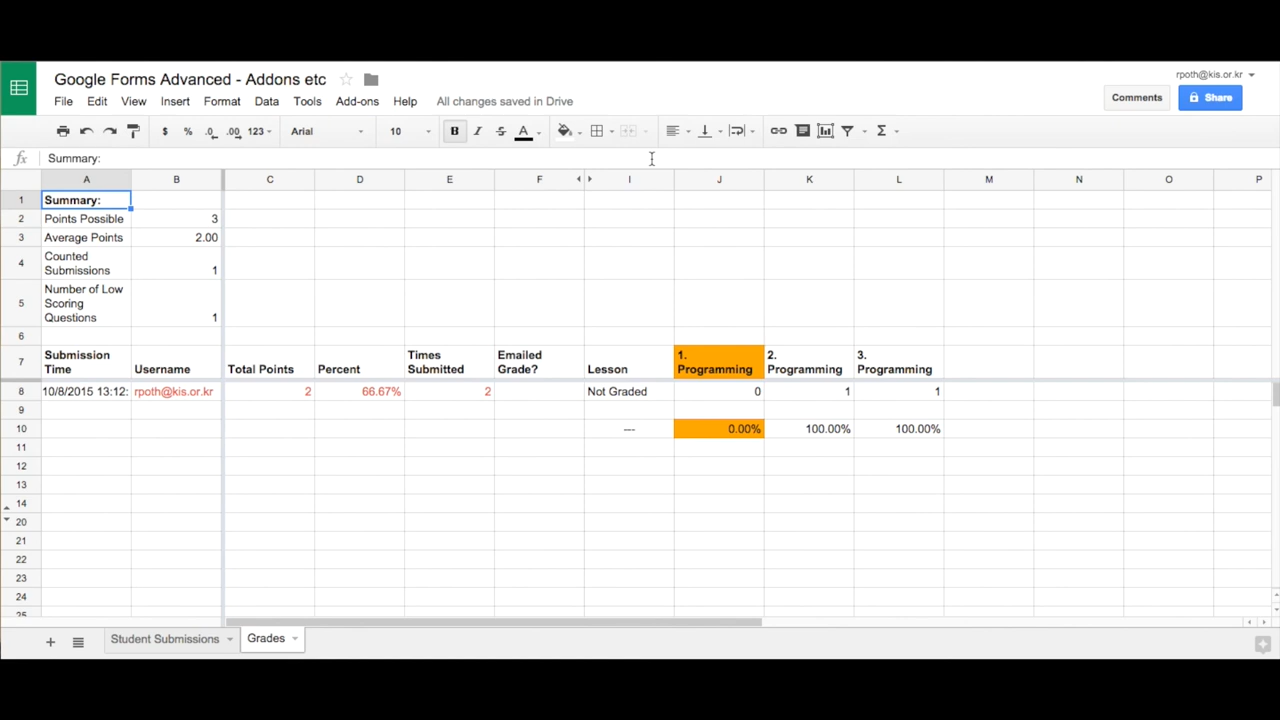 Google Forms Advanced - Addons etc
rpoth@kis.or.kr
File Edit View Insert Format Data Tools Add-ons Help All changes saved in Drive
Comments Share
$ % .0 .00 123 Arial 10 B I S A Σ
fx Summary:
A B C D E F I J K L M N O P
1 Summary:
2 Points Possible 3
3 Average Points 2.00
4 Counted
Submissions 1
5 Number of Low
Scoring
Questions 1
6
7 Submission
Time Username Total Points Percent Times
Submitted Emailed
Grade? Lesson 1.
Programming 2.
Programming 3.
Programming
8 10/8/2015 13:12: rpoth@kis.or.kr 2 66.67% 2 Not Graded 0 1 1
9
10 --- 0.00% 100.00% 100.00%
11
12
13
14
20
21
22
23
24
25
+ Student Submissions Grades